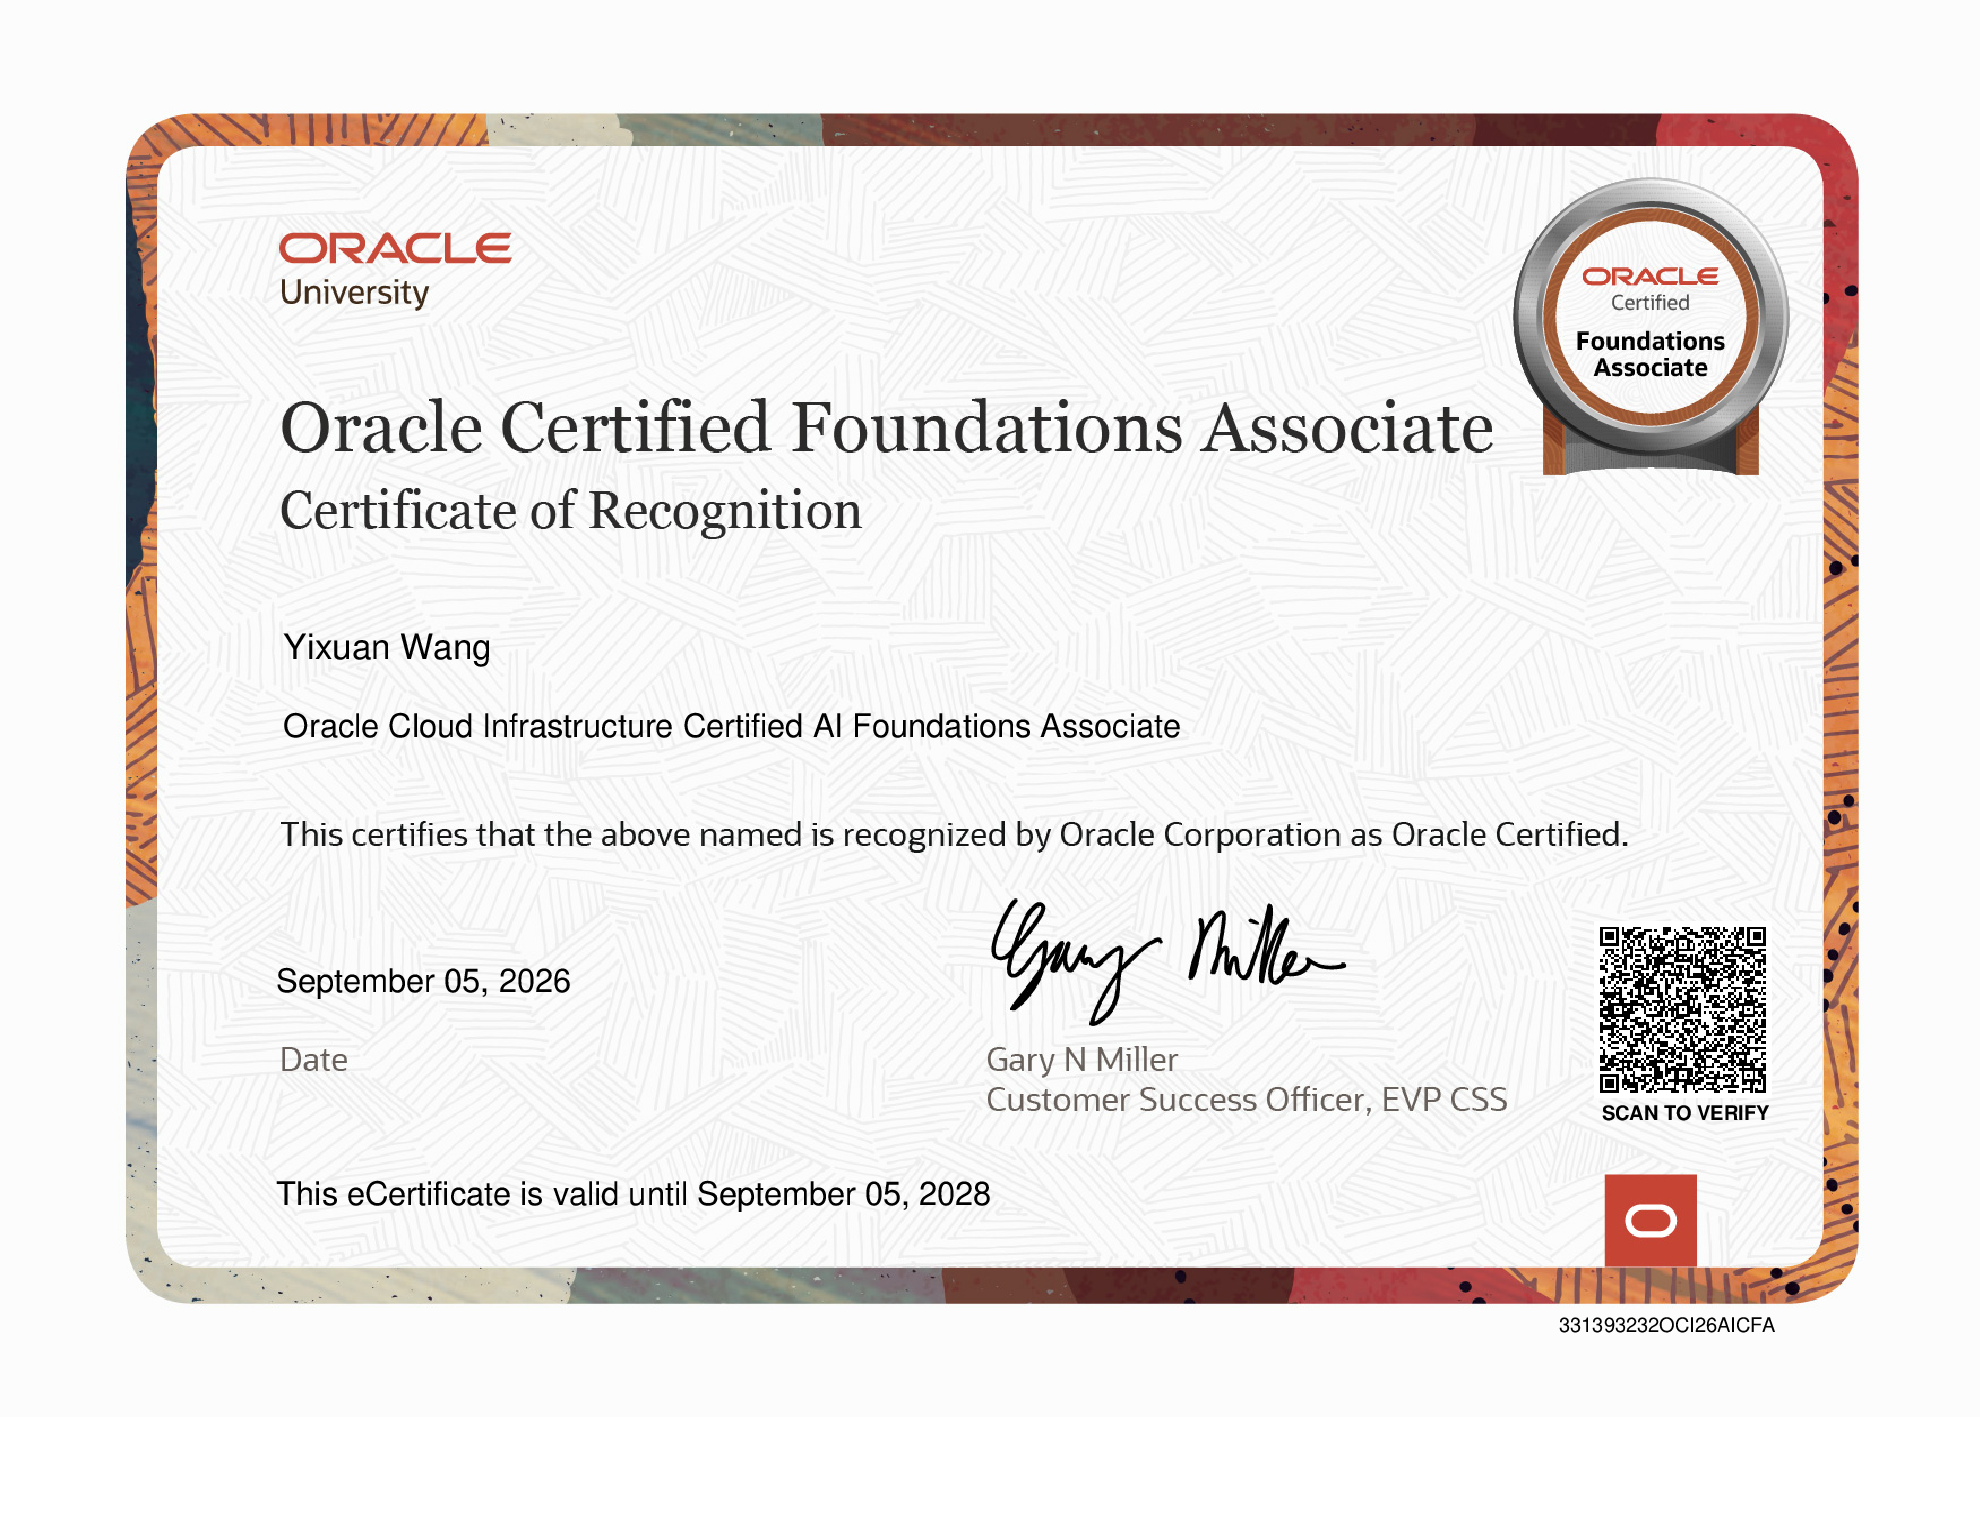 ORACLE
University
ORACLE
Certified
Foundations
Associate
Oracle Certified Foundations Associate
Certificate of Recognition
Yixuan Wang
Oracle Cloud Infrastructure Certified AI Foundations Associate
This certifies that the above named is recognized by Oracle Corporation as Oracle Certified.
September 05, 2026
Date
Gary Miller
Gary N Miller
Customer Success Officer, EVP CSS
SCAN TO VERIFY
This eCertificate is valid until September 05, 2028
331393232OCI26AICFA